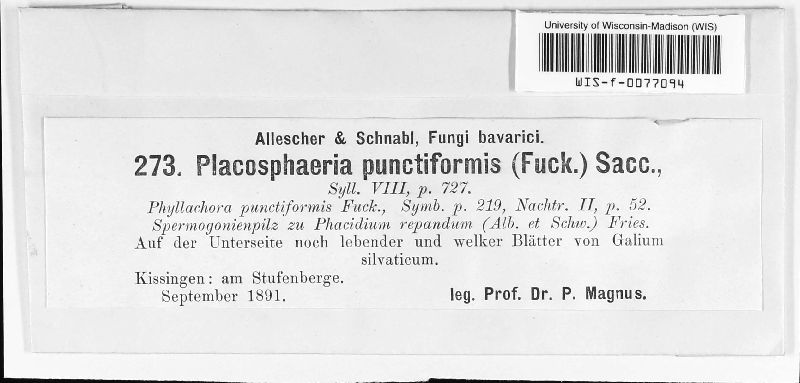 University of Wisconsin-Madison (WIS)
WIS-f-0077094
Allescher & Schnabl, Fungi bavarici.
273. Placosphaeria punctiformis (Fuck.) Sacc.,
Syll. VIII, p. 727.
Phyllachora punctiformis Fuck., Symb. p. 219, Nachtr. II, p. 52.
Spermogonienpilz zu Phacidium repandum (Alb. et Schw.) Fries.
Auf der Unterseite noch lebender und welker Blätter von Galium
silvaticum.
Kissingen: am Stufenberge.
September 1891. leg. Prof. Dr. P. Magnus.